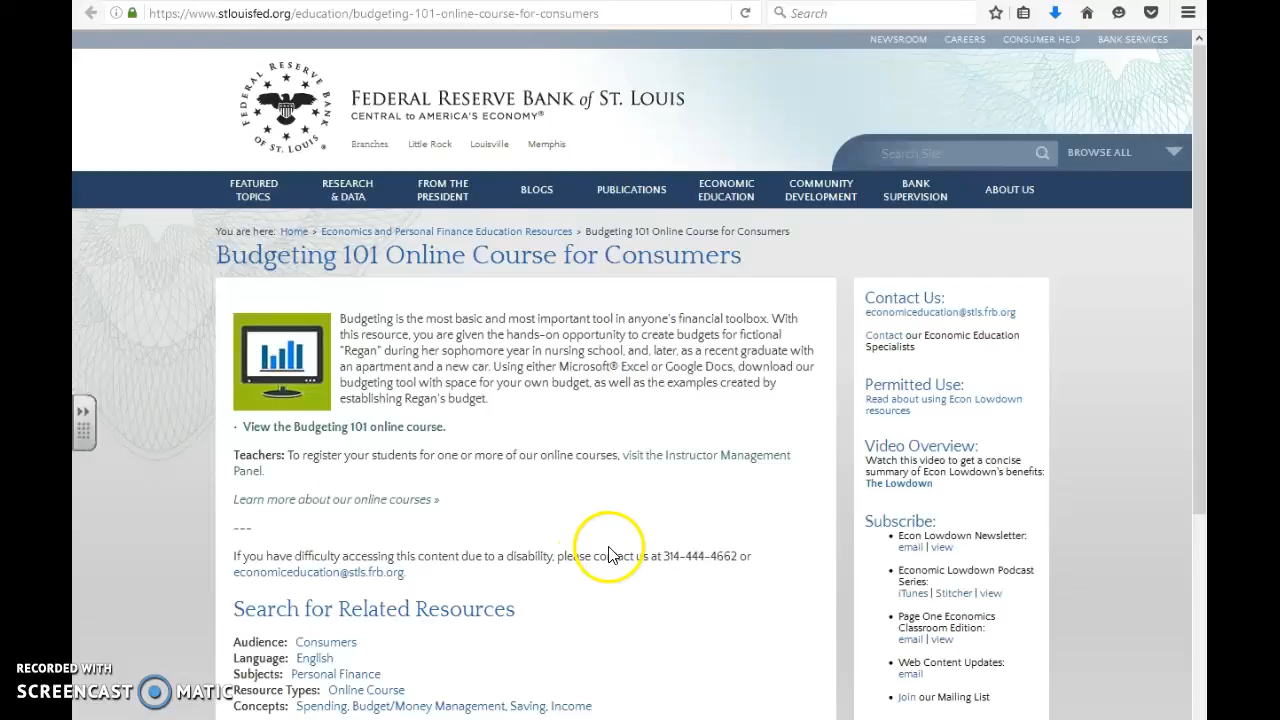 https://www.stlouisfed.org/education/budgeting-101-online-course-for-consumers
Search
NEWSROOM CAREERS CONSUMER HELP BANK SERVICES
FEDERAL RESERVE BANK OF ST. LOUIS
FEDERAL RESERVE BANK of ST. LOUIS
CENTRAL to AMERICA'S ECONOMY®
Branches Little Rock Louisville Memphis
Search Site
BROWSE ALL
FEATURED TOPICS
RESEARCH & DATA
FROM THE PRESIDENT
BLOGS
PUBLICATIONS
ECONOMIC EDUCATION
COMMUNITY DEVELOPMENT
BANK SUPERVISION
ABOUT US
You are here: Home > Economics and Personal Finance Education Resources > Budgeting 101 Online Course for Consumers
Budgeting 101 Online Course for Consumers
Budgeting is the most basic and most important tool in anyone's financial toolbox. With
this resource, you are given the hands-on opportunity to create budgets for fictional
"Regan" during her sophomore year in nursing school, and, later, as a recent graduate with
an apartment and a new car. Using either Microsoft® Excel or Google Docs, download our
budgeting tool with space for your own budget, as well as the examples created by
establishing Regan's budget.
· View the Budgeting 101 online course.
Teachers: To register your students for one or more of our online courses, visit the Instructor Management
Panel.
Learn more about our online courses »
---
If you have difficulty accessing this content due to a disability, please contact us at 314-444-4662 or
economiceducation@stls.frb.org.
Search for Related Resources
Audience: Consumers
Language: English
Subjects: Personal Finance
Resource Types: Online Course
Concepts: Spending, Budget/Money Management, Saving, Income
Contact Us:
economiceducation@stls.frb.org
Contact our Economic Education
Specialists
Permitted Use:
Read about using Econ Lowdown
resources
Video Overview:
Watch this video to get a concise
summary of Econ Lowdown's benefits:
The Lowdown
Subscribe:
• Econ Lowdown Newsletter:
email | view
• Economic Lowdown Podcast
Series:
iTunes | Stitcher | view
• Page One Economics
Classroom Edition:
email | view
• Web Content Updates:
email
• Join our Mailing List
RECORDED WITH
SCREENCAST MATIC